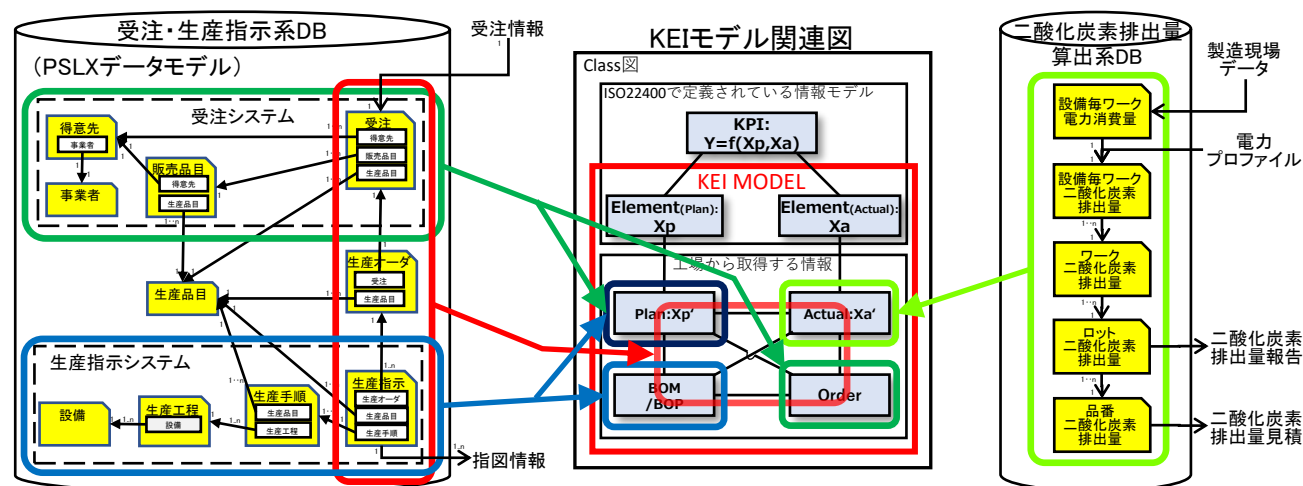 受注・生産指示系DB
(PSLXデータモデル)
受注情報
1
受注システム
得意先
事業者
事業者
販売品目
得意先
生産品目
受注
得意先
販売品目
生産品目
生産品目
生産オーダ
受注
生産品目
生産指示システム
設備
生産工程
設備
生産手順
生産品目
生産工程
生産指示
生産オーダ
生産品目
生産手順
1..n
指図情報
KEIモデル関連図
Class図
ISO22400で定義されている情報モデル
KPI:
Y=f(Xp,Xa)
KEI MODEL
Element(Plan):
Xp
Element(Actual):
Xa
工場から取得する情報
Plan:Xp'
Actual:Xa'
BOM
/BOP
Order
二酸化炭素排出量
算出系DB
製造現場
データ
設備毎ワーク
電力消費量
電力
プロファイル
設備毎ワーク
二酸化炭素
排出量
ワーク
二酸化炭素
排出量
ロット
二酸化炭素
排出量
二酸化炭素
排出量報告
品番
二酸化炭素
排出量
二酸化炭素
排出量見積